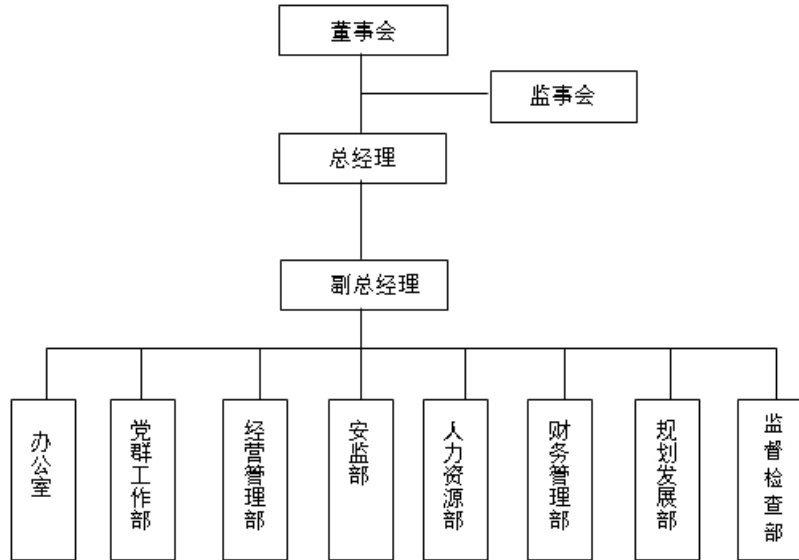 董事会
监事会
总经理
副总经理
办公室
党群工作部
经营管理部
安监部
人力资源部
财务管理部
规划发展部
监督检查部